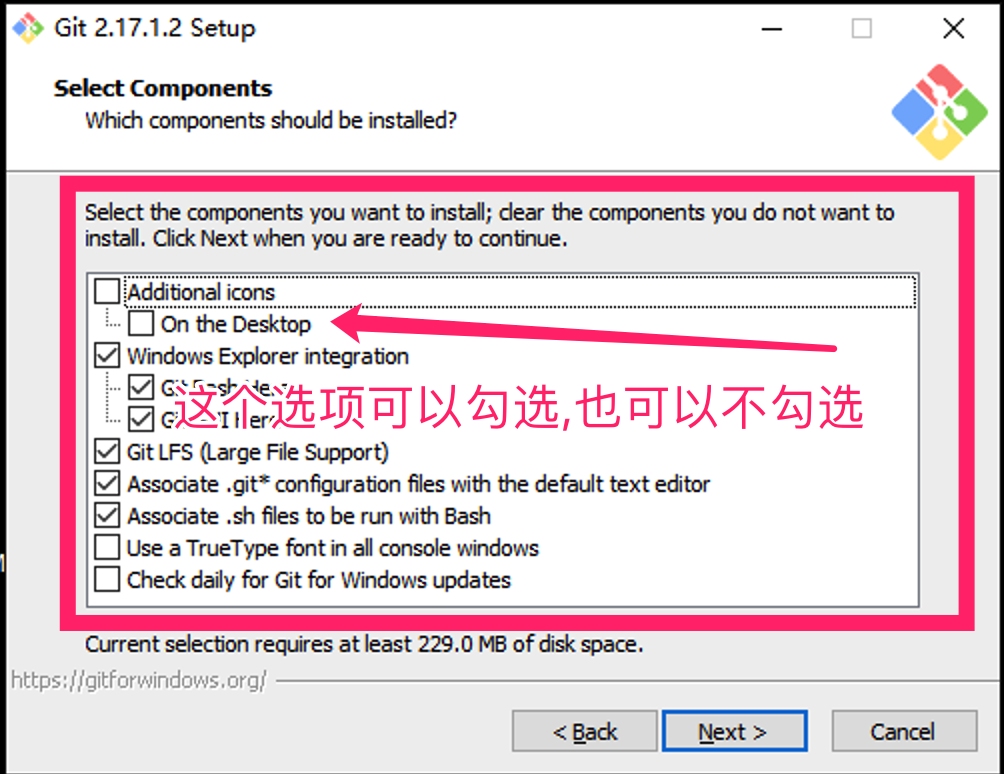 Git 2.17.1.2 Setup
Select Components
Which components should be installed?
Select the components you want to install; clear the components you do not want to
install. Click Next when you are ready to continue.
Additional icons
On the Desktop
Windows Explorer integration
这个选项可以勾选,也可以不勾选
Git LFS (Large File Support)
Associate .git* configuration files with the default text editor
Associate .sh files to be run with Bash
Use a TrueType font in all console windows
Check daily for Git for Windows updates
Current selection requires at least 229.0 MB of disk space.
https://gitforwindows.org/
< Back
Next >
Cancel